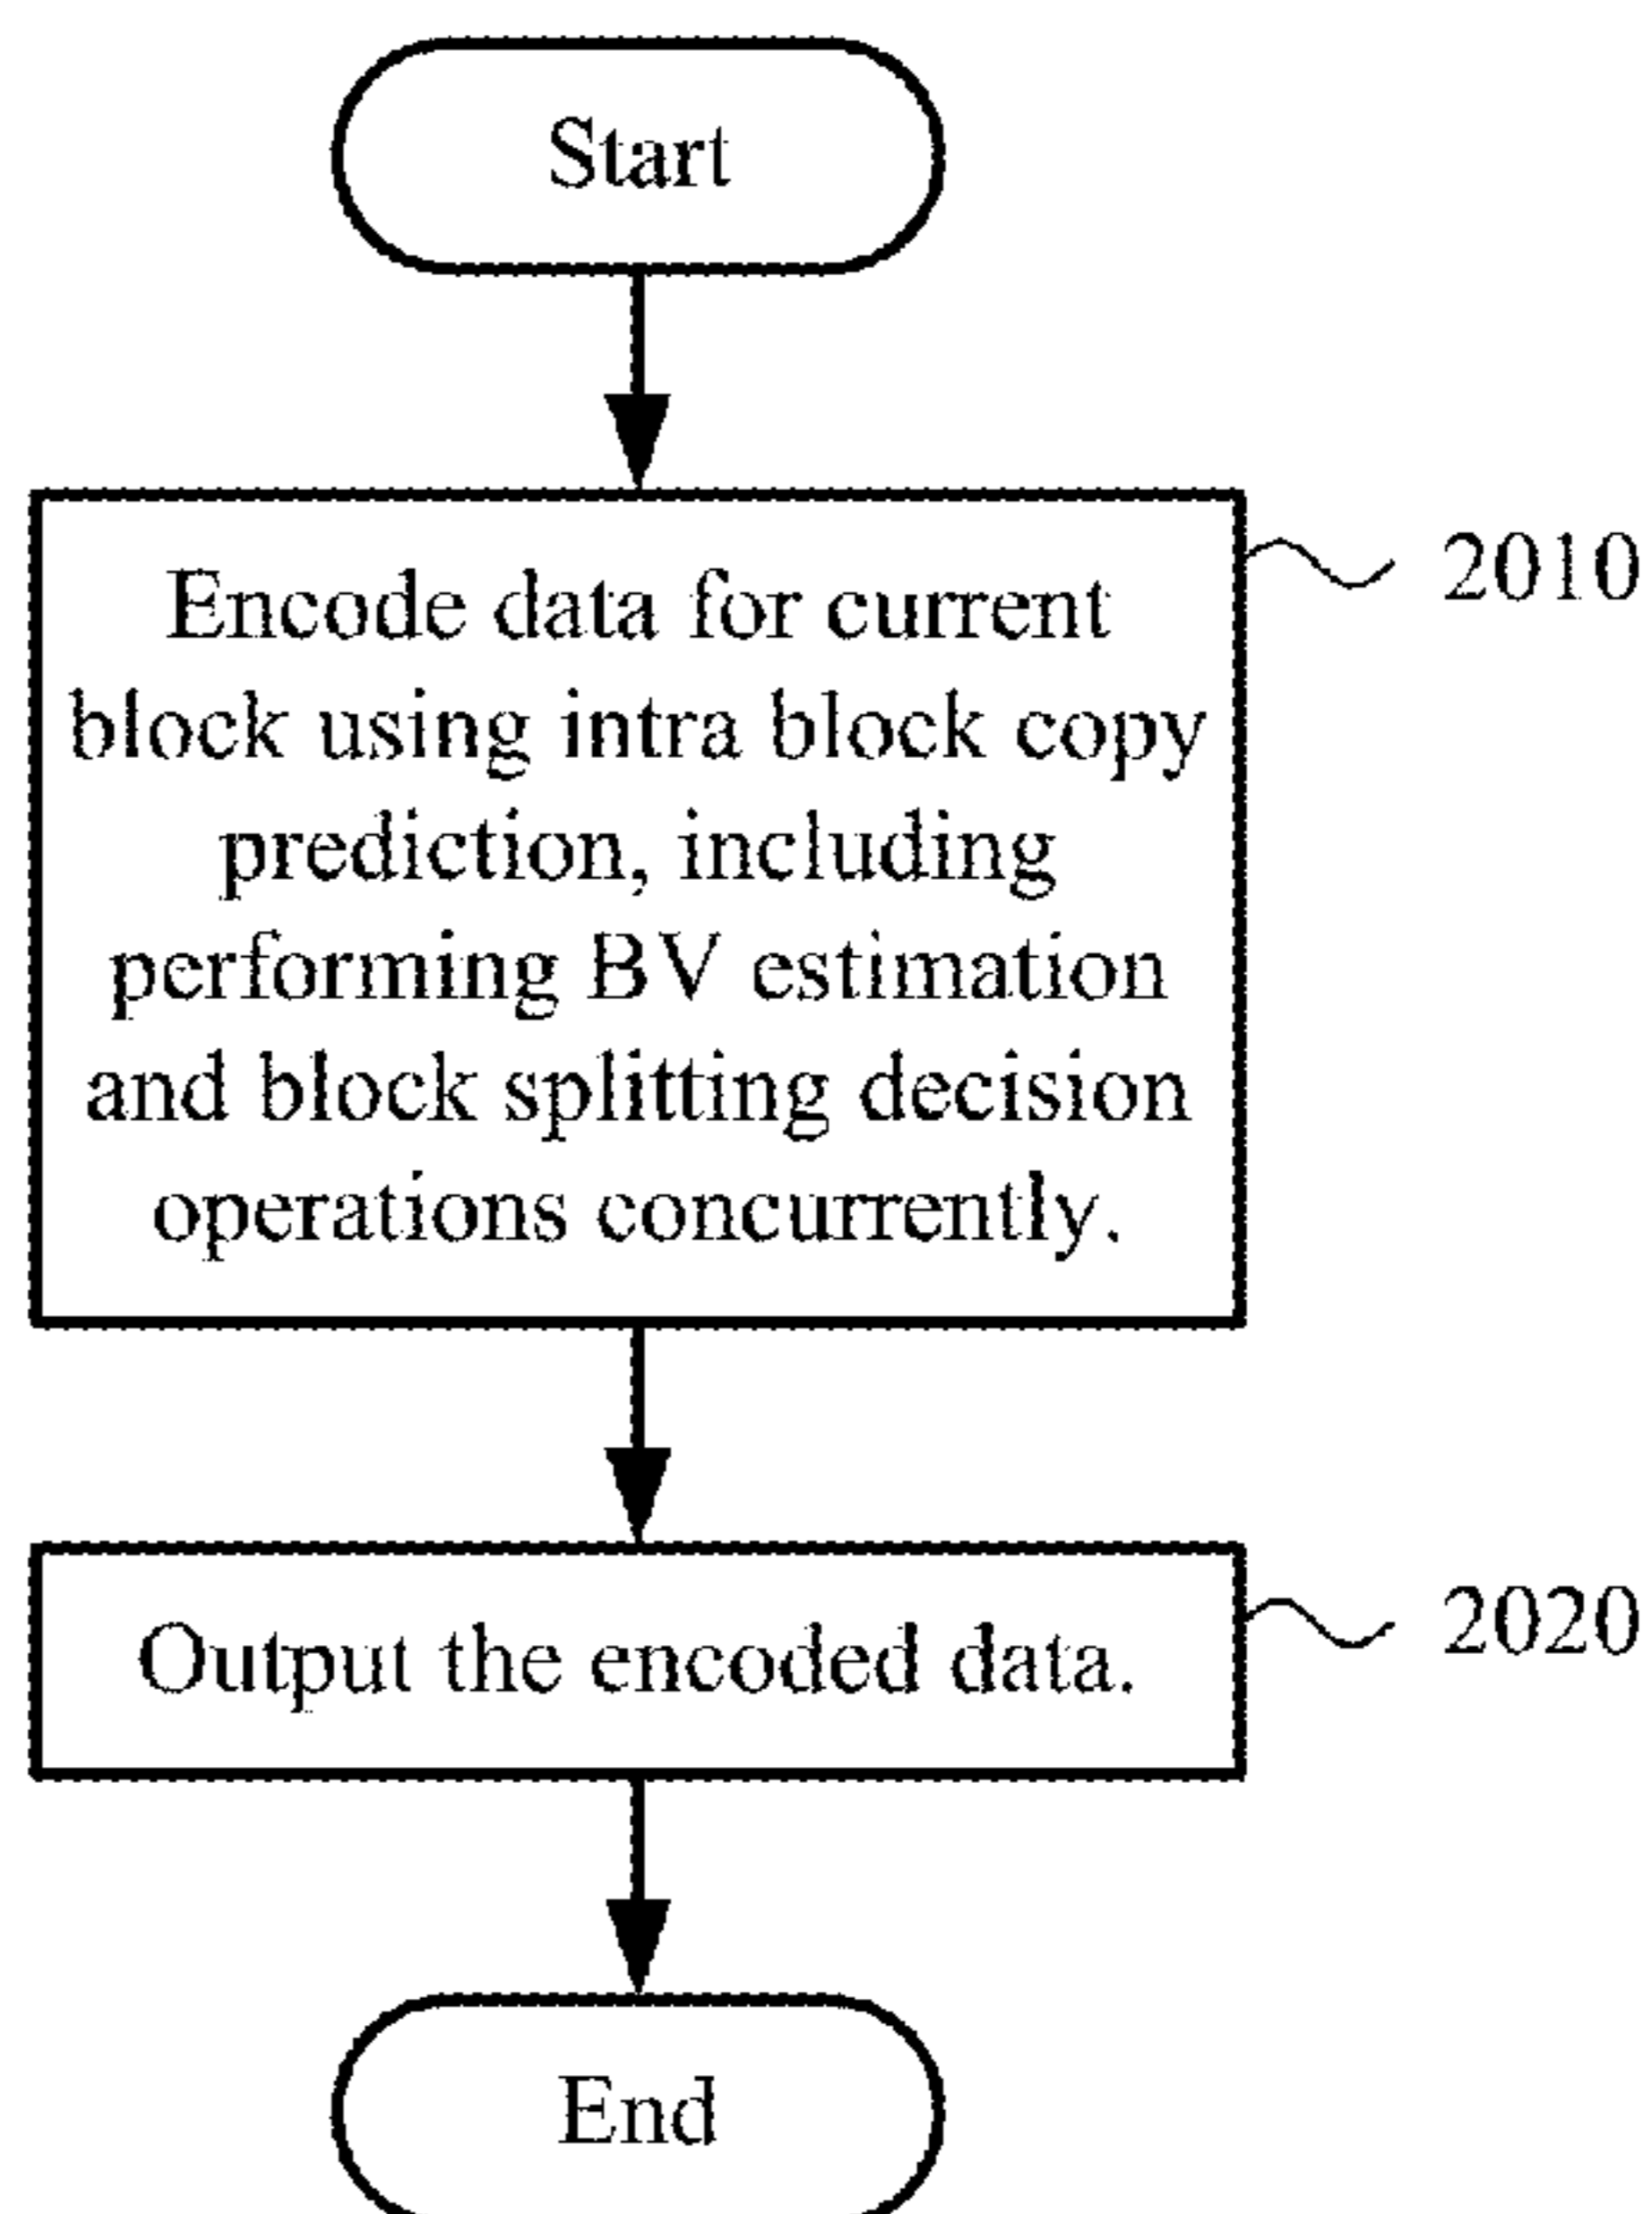 Start
Encode data for current
2010
block using intra block copy
prediction, including
performing BV estimation
and block splitting decision
operations concurrently.
Output the encoded data.
2020
End